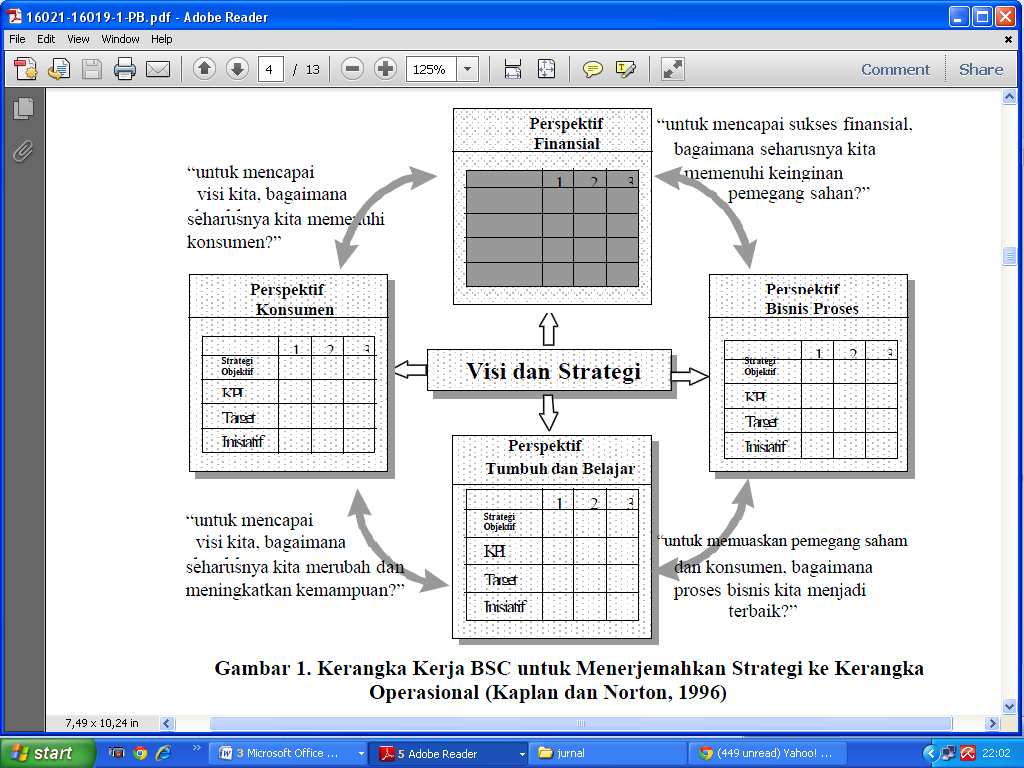 16021-16019-1-PB.pdf - Adobe Reader
File Edit View Window Help
4 / 13 125% Comment Share
Perspektif
Finansial
1 2 3
“untuk mencapai sukses finansial,
bagaimana seharusnya kita
memenuhi keinginan
pemegang sahan?”
“untuk mencapai
visi kita, bagaimana
seharusnya kita memenuhi
konsumen?”
Perspektif
Konsumen
1 2 3
Strategi
Objektif
KPI
Target
Inisiatif
Visi dan Strategi
Perspektif
Bisnis Proses
1 2 3
Strategi
Objektif
KPI
Target
Inisiatif
Perspektif
Tumbuh dan Belajar
1 2 3
Strategi
Objektif
KPI
Target
Inisiatif
“untuk mencapai
visi kita, bagaimana
seharusnya kita merubah dan
meningkatkan kemampuan?”
“untuk memuaskan pemegang saham
dan konsumen, bagaimana
proses bisnis kita menjadi
terbaik?”
Gambar 1. Kerangka Kerja BSC untuk Menerjemahkan Strategi ke Kerangka
Operasional (Kaplan dan Norton, 1996)
7,49 x 10,24 in
start 3 Microsoft Office ... 5 Adobe Reader jurnal (449 unread) Yahoo! ... 22:02